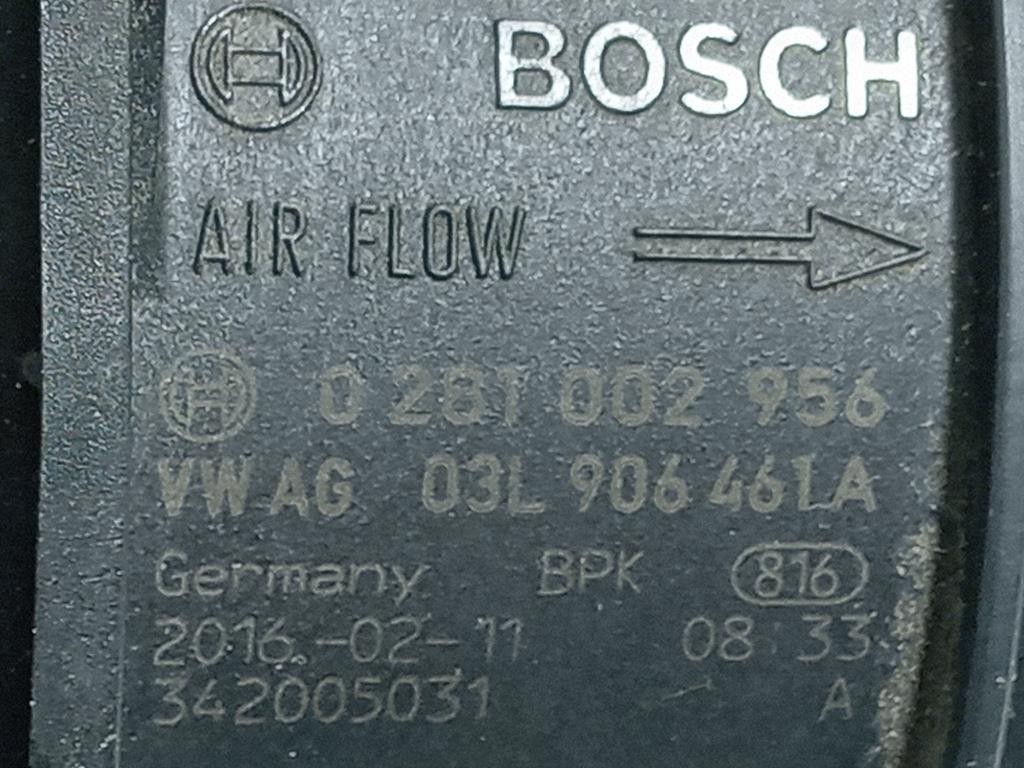 BOSCH
AIR FLOW
0 281 002 956
VW AG 03L 906 461A
Germany BPK 816
2016-02-11 08:33
342005031 A